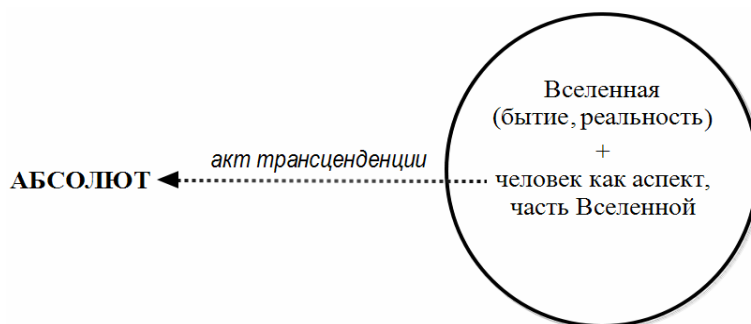 Вселенная
(бытие, реальность)
+
акт трансценденции
АБСОЛЮТ
человек как аспект,
часть Вселенной